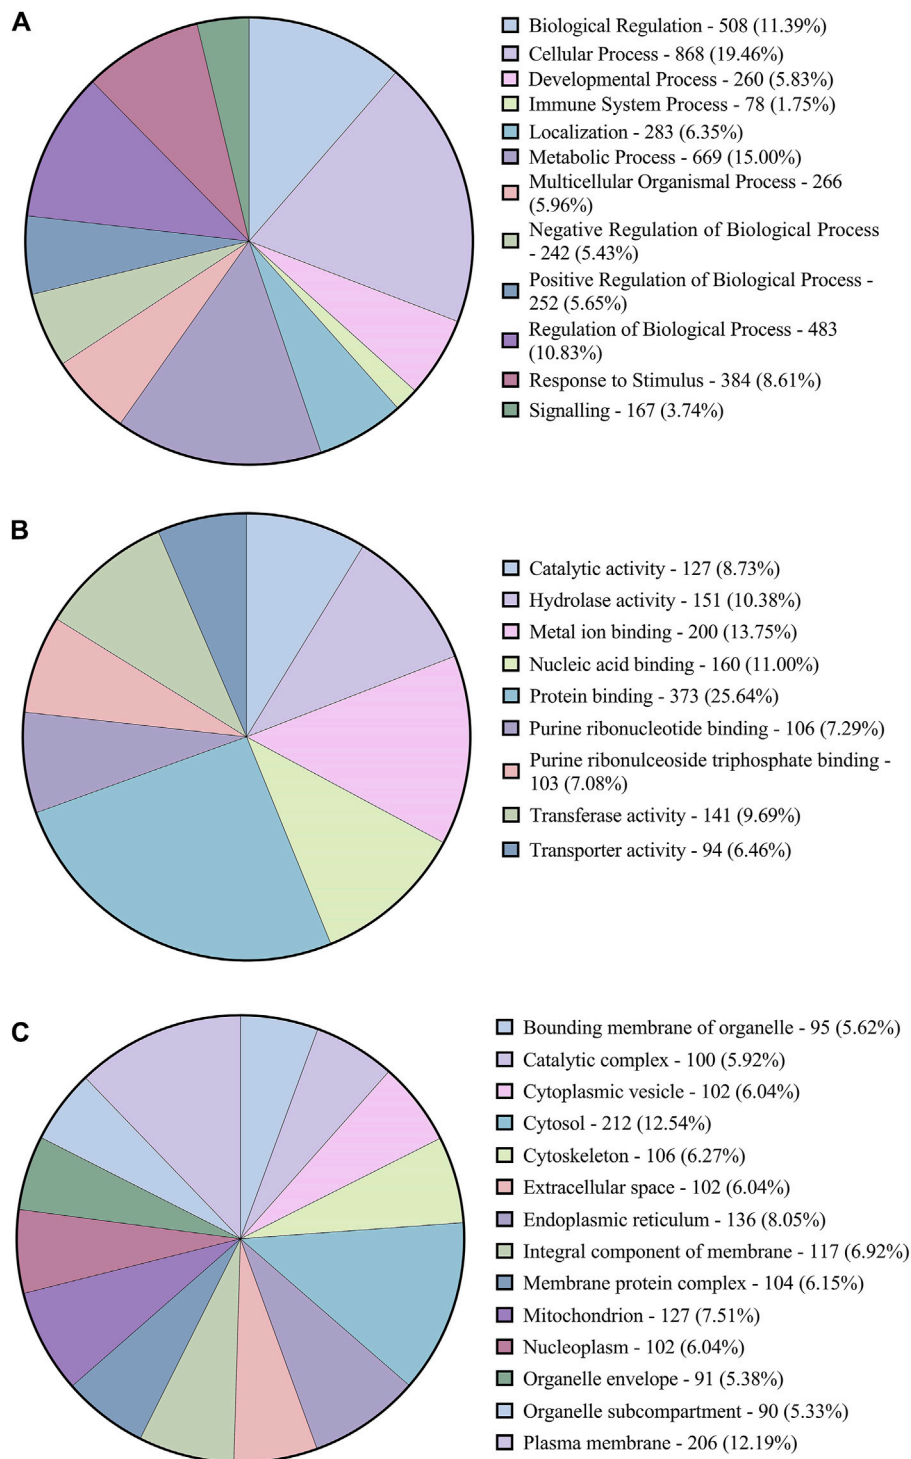 A
Biological Regulation - 508 (11.39%)
Cellular Process - 868 (19.46%)
Developmental Process - 260 (5.83%)
Immune System Process - 78 (1.75%)
Localization - 283 (6.35%)
Metabolic Process - 669 (15.00%)
Multicellular Organismal Process - 266
(5.96%)
Negative Regulation of Biological Process
- 242 (5.43%)
Positive Regulation of Biological Process -
252 (5.65%)
Regulation of Biological Process - 483
(10.83%)
Response to Stimulus - 384 (8.61%)
Signalling - 167 (3.74%)
B
Catalytic activity - 127 (8.73%)
Hydrolase activity - 151 (10.38%)
Metal ion binding - 200 (13.75%)
Nucleic acid binding - 160 (11.00%)
Protein binding - 373 (25.64%)
Purine ribonucleotide binding - 106 (7.29%)
Purine ribonulceoside triphosphate binding -
103 (7.08%)
Transferase activity - 141 (9.69%)
Transporter activity - 94 (6.46%)
C
Bounding membrane of organelle - 95 (5.62%)
Catalytic complex - 100 (5.92%)
Cytoplasmic vesicle - 102 (6.04%)
Cytosol - 212 (12.54%)
Cytoskeleton - 106 (6.27%)
Extracellular space - 102 (6.04%)
Endoplasmic reticulum - 136 (8.05%)
Integral component of membrane - 117 (6.92%)
Membrane protein complex - 104 (6.15%)
Mitochondrion - 127 (7.51%)
Nucleoplasm - 102 (6.04%)
Organelle envelope - 91 (5.38%)
Organelle subcompartment - 90 (5.33%)
Plasma membrane - 206 (12.19%)